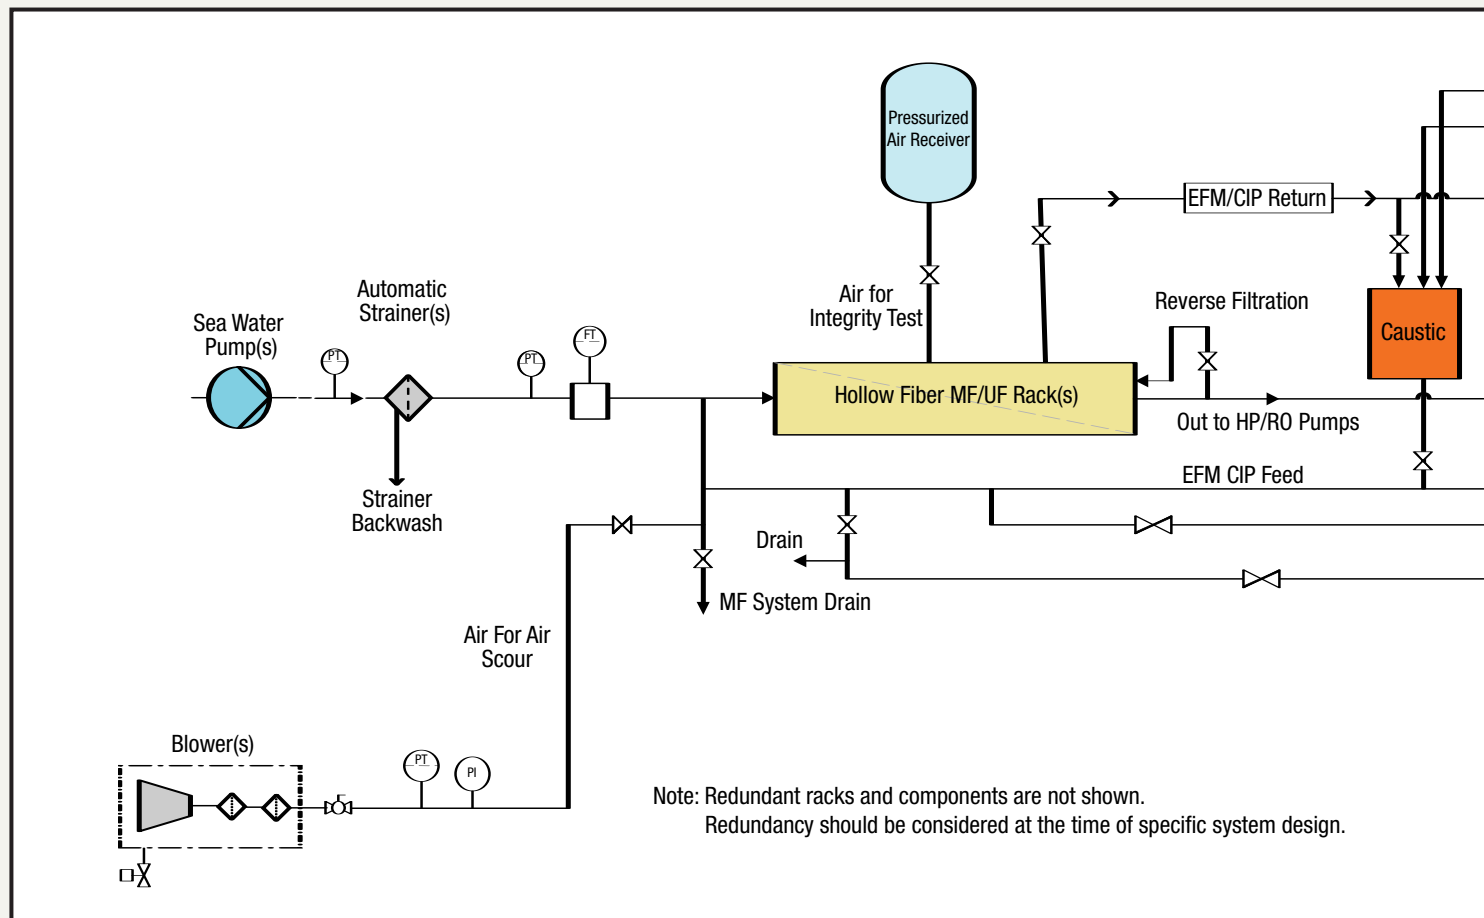 Pressurized
Air Receiver
EFM/CIP Return
Automatic
Strainer(s)
Air for
Integrity Test
Reverse Filtration
Sea Water
Pump(s)
PT
PT
FT
Caustic
Hollow Fiber MF/UF Rack(s)
Out to HP/RO Pumps
EFM CIP Feed
Strainer
Backwash
Drain
MF System Drain
Air For Air
Scour
Blower(s)
PT
PI
Note: Redundant racks and components are not shown.
Redundancy should be considered at the time of specific system design.